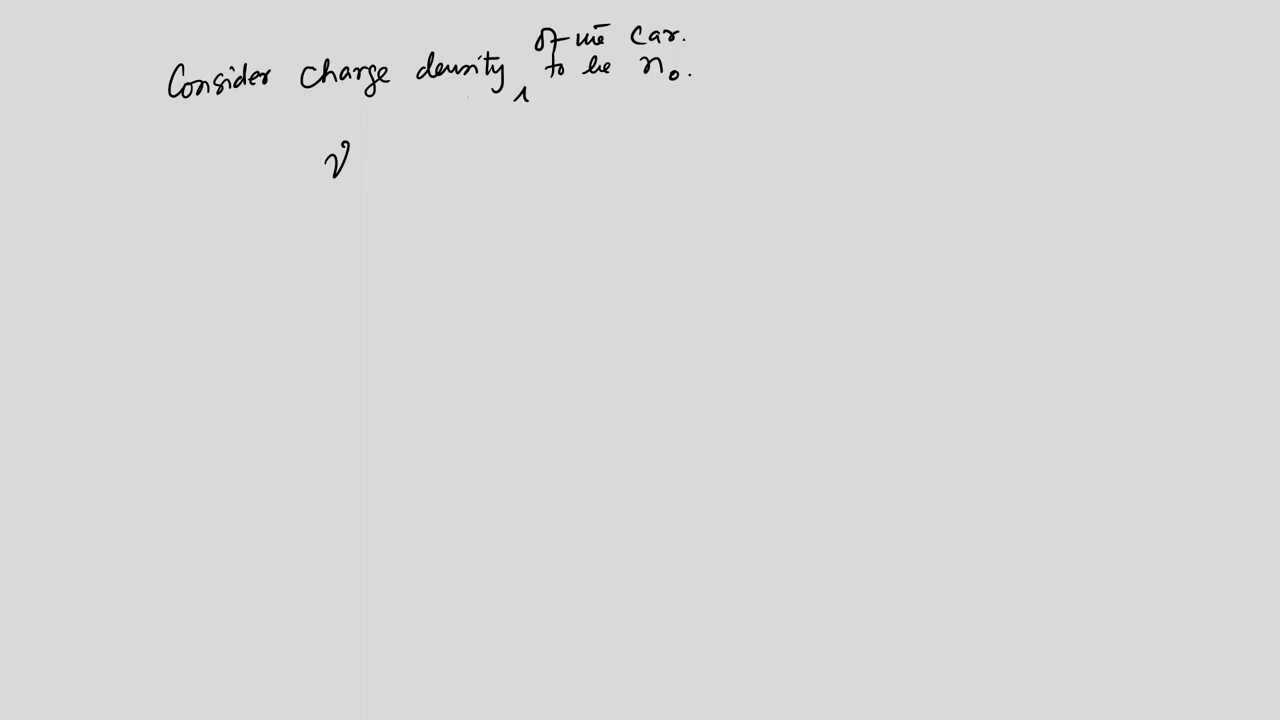 of the car.
Consider charge density, to be n₀.
v